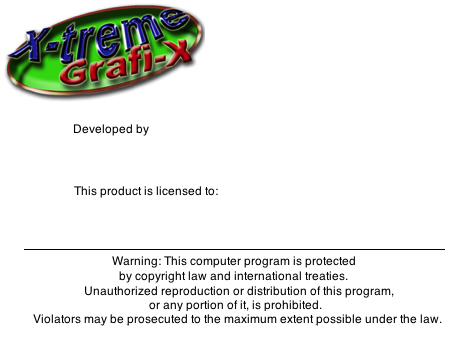 X-treme
Grafi-X
Developed by
This product is licensed to:
Warning: This computer program is protected
by copyright law and international treaties.
Unauthorized reproduction or distribution of this program,
or any portion of it, is prohibited.
Violators may be prosecuted to the maximum extent possible under the law.